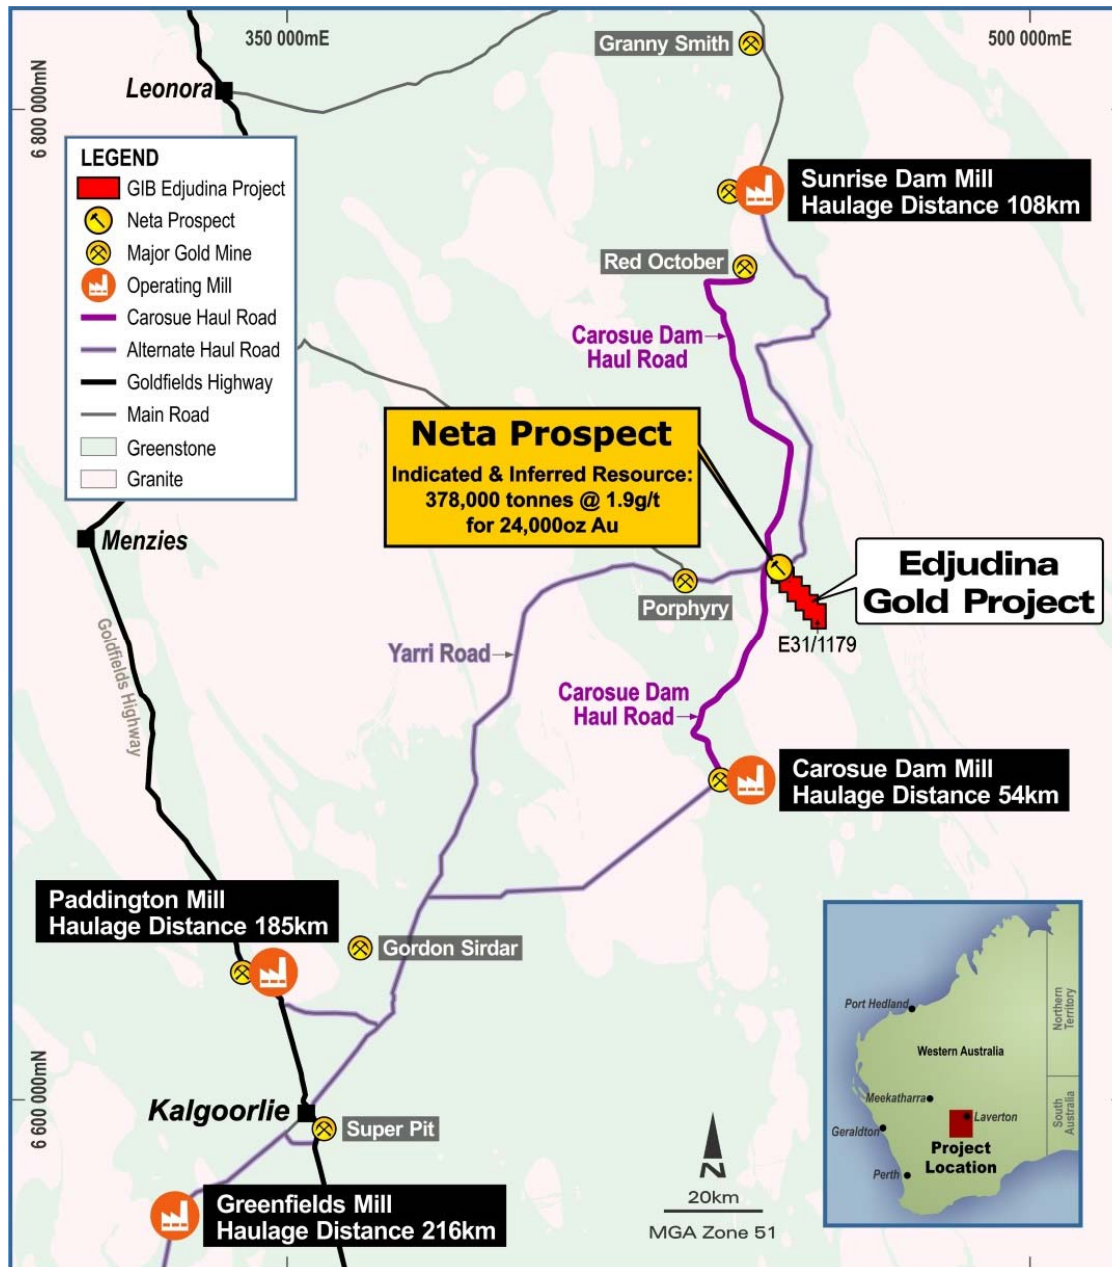 350 000mE
500 000mE
Granny Smith
Leonora
6 800 000mN
LEGEND
GIB Edjudina Project
Neta Prospect
Major Gold Mine
Operating Mill
Carosue Haul Road
Alternate Haul Road
Goldfields Highway
Main Road
Greenstone
Granite
Sunrise Dam Mill
Haulage Distance 108km
Red October
Carosue Dam
Haul Road
Neta Prospect
Indicated & Inferred Resource:
378,000 tonnes @ 1.9g/t
for 24,000oz Au
Menzies
Edjudina
Gold Project
Porphyry
E31/1179
Yarri Road
Goldfields Highway
Carosue Dam
Haul Road
Carosue Dam Mill
Haulage Distance 54km
Paddington Mill
Haulage Distance 185km
Gordon Sirdar
Kalgoorlie
6 600 000mN
Super Pit
Greenfields Mill
Haulage Distance 216km
N
20km
MGA Zone 51
Port Hedland
Northern
Territory
Western Australia
Meekatharra
Laverton
South
Australia
Geraldton
Project
Location
Perth